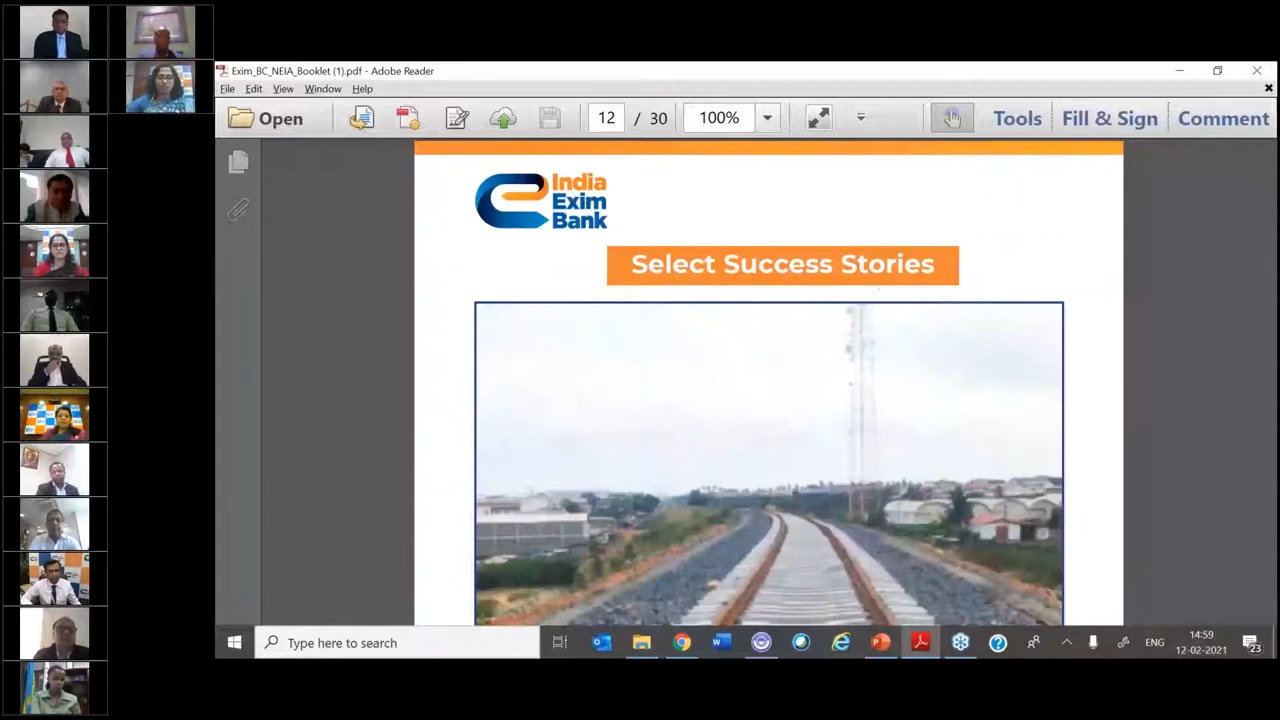 Exim_BC_NEIA_Booklet (1).pdf - Adobe Reader
File Edit View Window Help
Open 12 / 30 100% Tools Fill & Sign Comment
India
Exim
Bank
Select Success Stories
Type here to search
ENG
14:59
12-02-2021
23